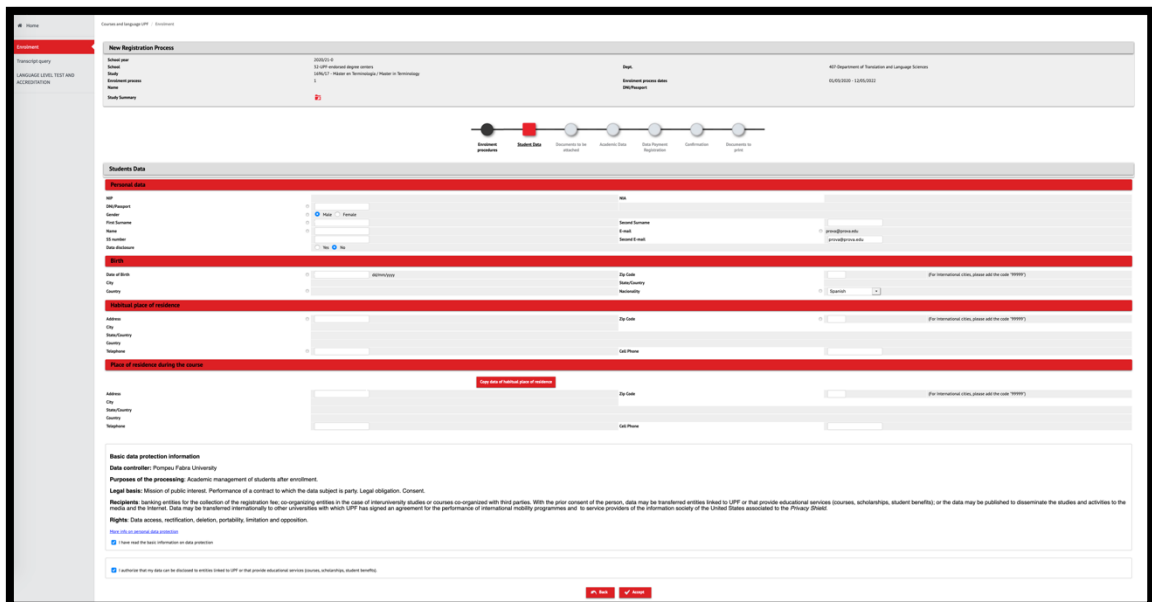 Home
Courses and language UPF / Enrolment
Enrolment
Transcript query
LANGUAGE LEVEL TEST AND
ACCREDITATION
New Registration Process
School year 2020/21-0
School 52 UPF-endorsed degree centers Dept. 407 Department of Translation and Language Sciences
Study 1696/17 - Máster en Terminología / Master in Terminology
Enrolment process 1 Enrolment process dates 01/03/2020 - 12/05/2022
Name DNI/Passport
Study Summary
Enrolment procedures
Student Data
Documents to be attached
Academic Data
Data Payment Registration
Confirmation
Documents to print
Students Data
Personal data
NIP NIA
DNI/Passport
Gender Male Female
First Surname Second Surname
Name E-mail prova@prova.edu
SS number Second E-mail prova@prova.edu
Data disclosure Yes No
Birth
Date of Birth dd/mm/yyyy Zip Code (For international cities, please add the code "99999")
City State/Country
Country Nacionality Spanish
Habitual place of residence
Address Zip Code (For international cities, please add the code "99999")
City
State/Country
Country
Telephone Cell Phone
Place of residence during the course
Copy data of habitual place of residence
Address Zip Code (For international cities, please add the code "99999")
City
State/Country
Country
Telephone Cell Phone
Basic data protection information
Data controller: Pompeu Fabra University
Purposes of the processing: Academic management of students after enrollment.
Legal basis: Mission of public interest. Performance of a contract to which the data subject is party. Legal obligation. Consent.
Recipients: banking entities for the collection of the registration fee; co-organizing entities in the case of interuniversity studies or courses co-organized with third parties. With the prior consent of the person, data may be transferred entities linked to UPF or that provide educational services (courses, scholarships, student benefits); or the data may be published to disseminate the studies and activities to the
media and the Internet. Data may be transferred internationally to other universities with which UPF has signed an agreement for the performance of international mobility programmes and to service providers of the information society of the United States associated to the Privacy Shield.
Rights: Data access, rectification, deletion, portability, limitation and opposition.
More info on personal data protection
I have read the basic information on data protection
I authorise that my data can be disclosed to entities linked to UPF or that provide educational services (courses, scholarships, student benefits).
Back Accept